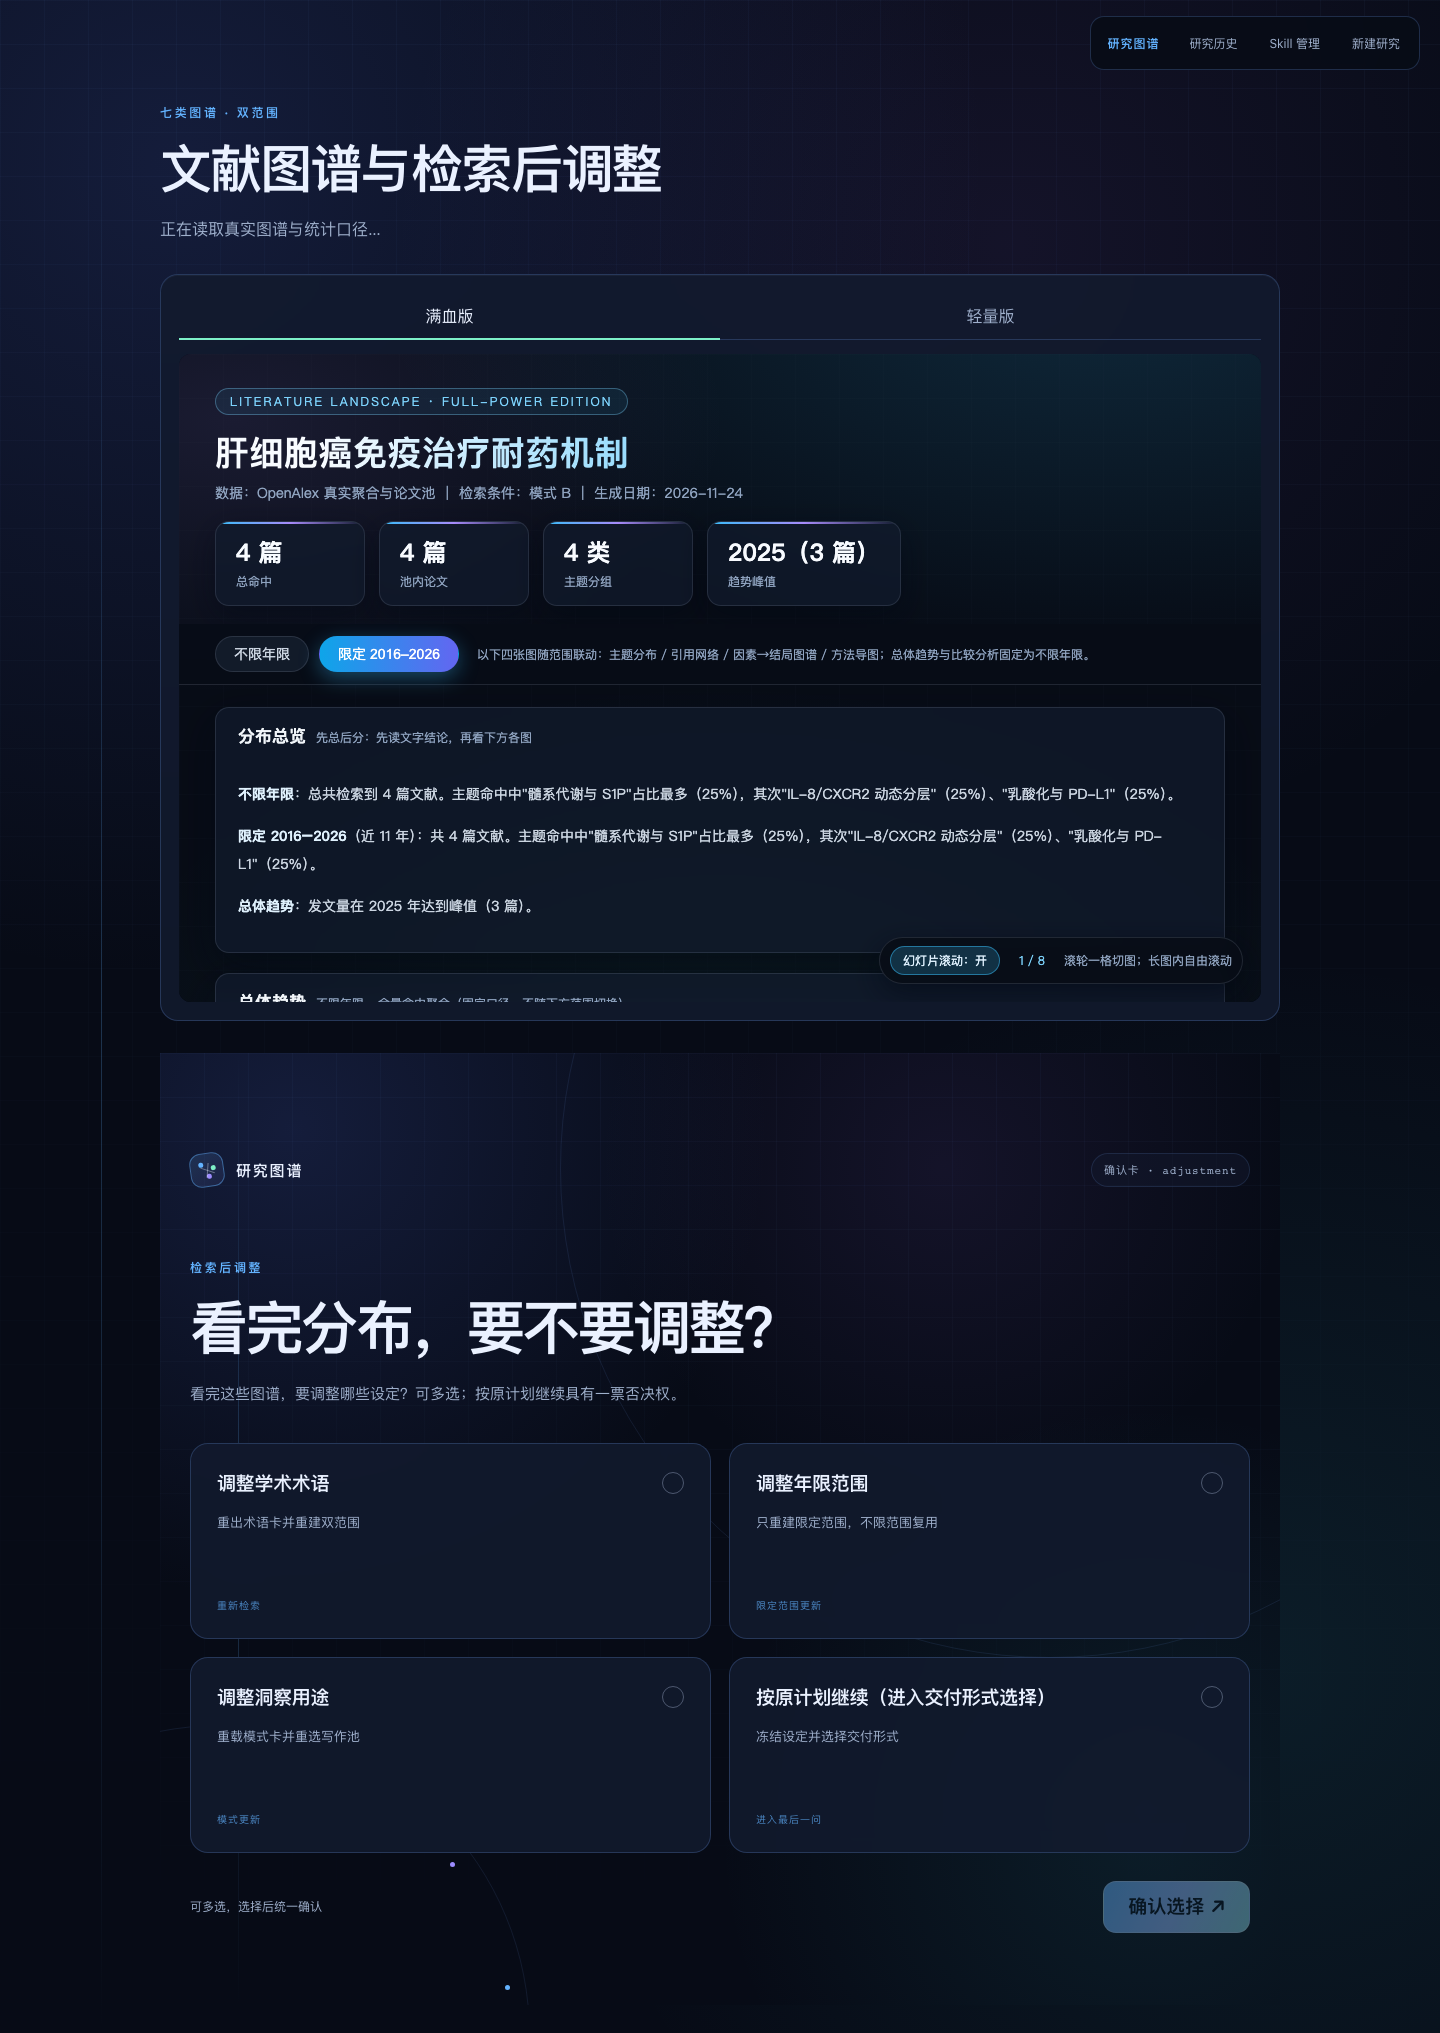 研究图谱
研究历史
Skill 管理
新建研究
七类图谱 · 双范围
文献图谱与检索后调整
正在读取真实图谱与统计口径...
满血版
轻量版
LITERATURE LANDSCAPE · FULL-POWER EDITION
肝细胞癌免疫治疗耐药机制
数据：OpenAlex 真实聚合与论文池 | 检索条件：模式 B | 生成日期：2026-11-24
4 篇
总命中
4 篇
池内论文
4 类
主题分组
2025（3 篇）
趋势峰值
不限年限
限定 2016–2026
以下四张图随范围联动：主题分布 / 引用网络 / 因素→结局图谱 / 方法导图；总体趋势与比较分析固定为不限年限。
分布总览 先总后分：先读文字结论，再看下方各图
不限年限：总共检索到 4 篇文献。主题命中中"髓系代谢与 S1P"占比最多（25%），其次"IL-8/CXCR2 动态分层"（25%）、"乳酸化与 PD-L1"（25%）。
限定 2016—2026（近 11 年）：共 4 篇文献。主题命中中"髓系代谢与 S1P"占比最多（25%），其次"IL-8/CXCR2 动态分层"（25%）、"乳酸化与 PD-
L1"（25%）。
总体趋势：发文量在 2025 年达到峰值（3 篇）。
幻灯片滚动：开
1 / 8
滚轮一格切图；长图内自由滚动
总体趋势
研究图谱
确认卡 · adjustment
检索后调整
看完分布，要不要调整？
看完这些图谱，要调整哪些设定？可多选；按原计划继续具有一票否决权。
调整学术术语
重出术语卡并重建双范围
重新检索
调整年限范围
只重建限定范围，不限范围复用
限定范围更新
调整洞察用途
重载模式卡并重选写作池
模式更新
按原计划继续（进入交付形式选择）
冻结设定并选择交付形式
进入最后一问
可多选，选择后统一确认
确认选择 ↗